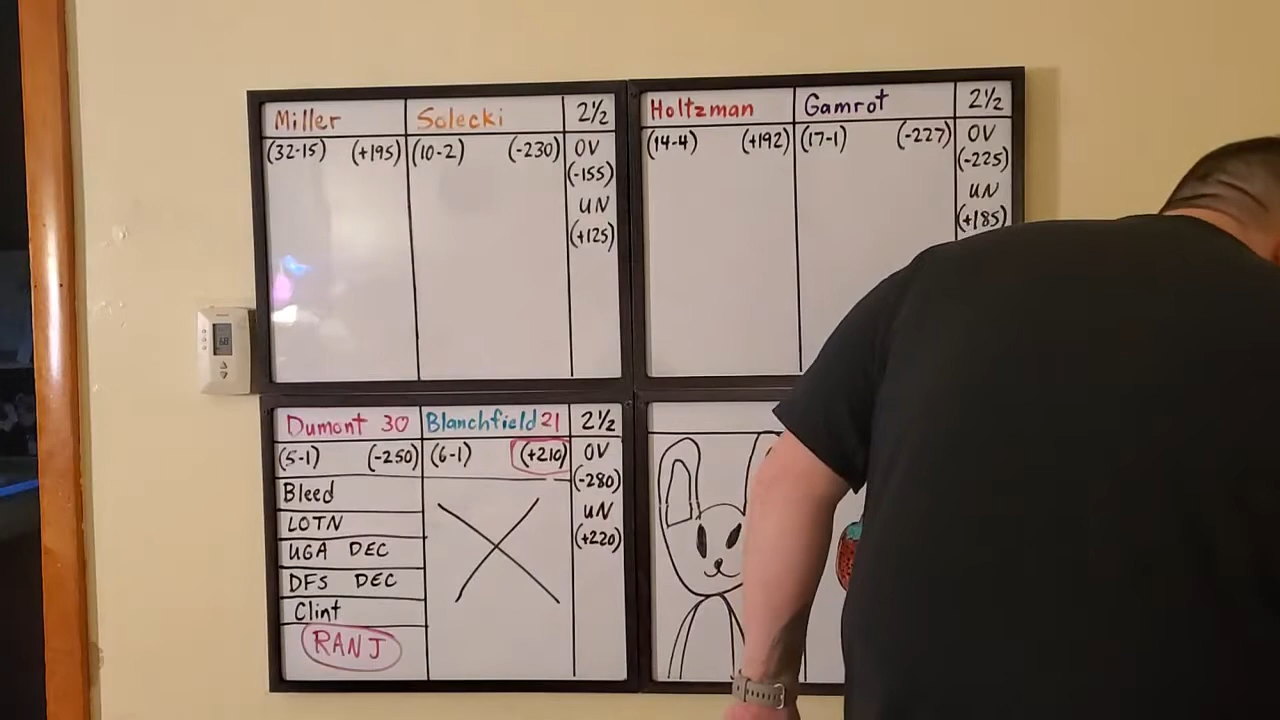 Miller Solecki 2½
(32-15) (+195) (10-2) (-230) OV
(-155)
UN
(+125)
Holtzman Gamrot 2½
(14-4) (+192) (17-1) (-227) OV
(-225)
UN
(+185)
Dumont 30 Blanchfield 21 2½
(5-1) (-250) (6-1) (+210) OV
(-280)
UN
(+220)
Bleed
LOTN
UGA DEC
DFS DEC
Clint
RANJ
68